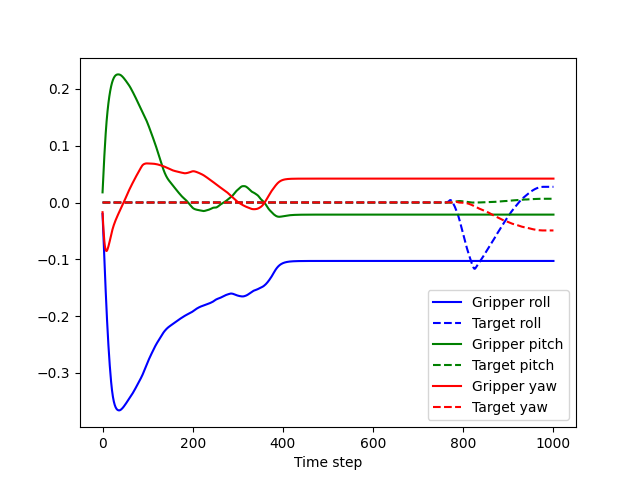 0.2
0.1
0.0
−0.1
−0.2
−0.3
0 200 400 600 800 1000
Time step
Gripper roll
Target roll
Gripper pitch
Target pitch
Gripper yaw
Target yaw